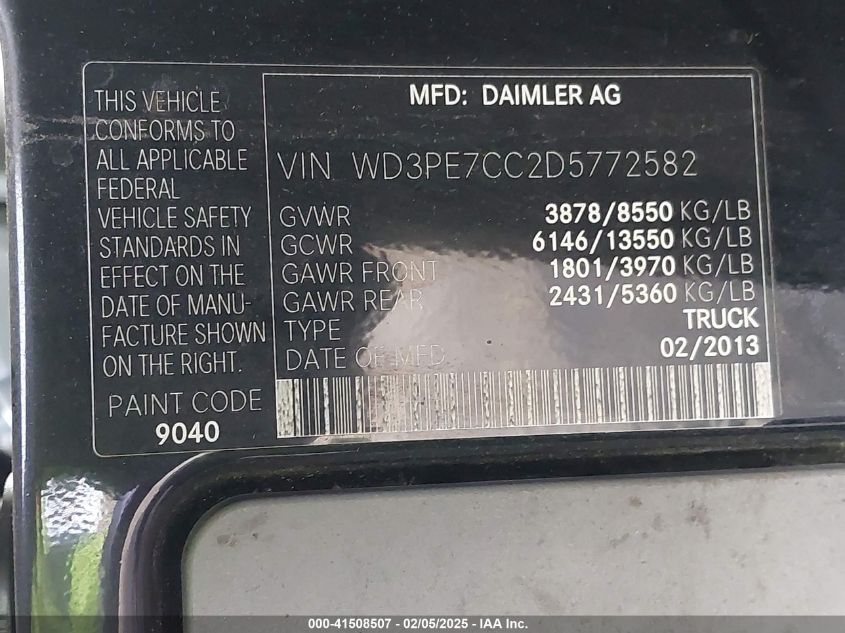 THIS VEHICLE
CONFORMS TO
ALL APPLICABLE
FEDERAL
VEHICLE SAFETY
STANDARDS IN
EFFECT ON THE
DATE OF MANU-
FACTURE SHOWN
ON THE RIGHT.
PAINT CODE
9040
MFD: DAIMLER AG
VIN WD3PE7CC2D5772582
GVWR 3878/8550 KG/LB
GCWR 6146/13550 KG/LB
GAWR FRONT 1801/3970 KG/LB
GAWR REAR 2431/5360 KG/LB
TYPE TRUCK
DATE OF MFD 02/2013
000-41508507 - 02/05/2025 - IAA Inc.